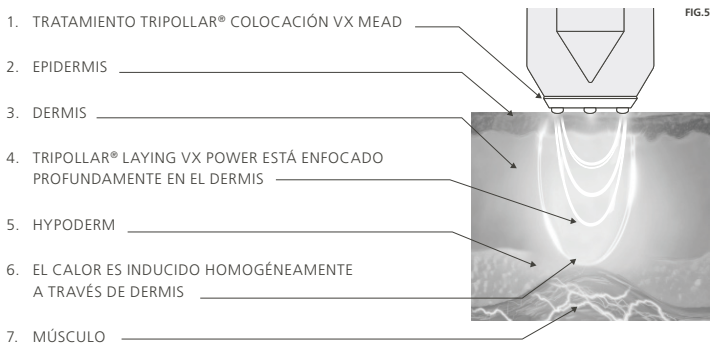 FIG.5
1. TRATAMIENTO TRIPOLLAR® COLOCACIÓN VX MEAD
2. EPIDERMIS
3. DERMIS
4. TRIPOLLAR® LAYING VX POWER ESTÁ ENFOCADO
PROFUNDAMENTE EN EL DERMIS
5. HYPODERM
6. EL CALOR ES INDUCIDO HOMOGÉNEAMENTE
A TRAVÉS DE DERMIS
7. MÚSCULO